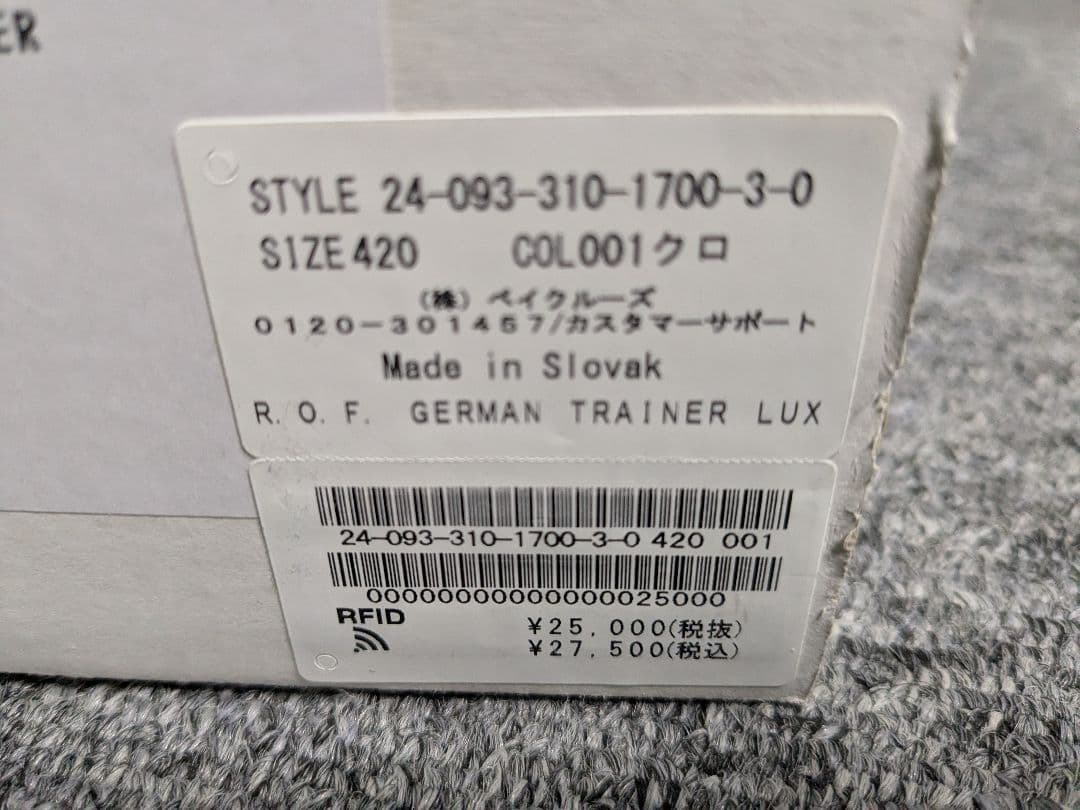 ER
STYLE 24-093-310-1700-3-0
SIZE420 COL001クロ
(株) ベイクルーズ
0120-301457/カスタマーサポート
Made in Slovak
R. O. F. GERMAN TRAINER LUX
24-093-310-1700-3-0 420 001
00000000000000025000
RFID
¥25,000(税抜)
¥27,500(税込)